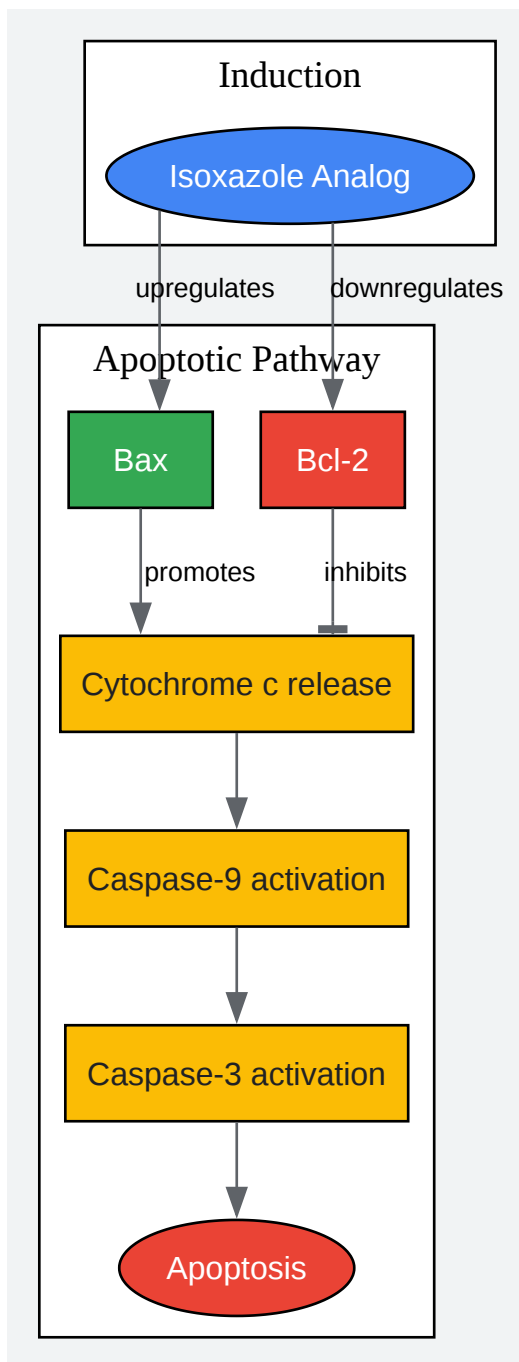 Induction
Isoxazole Analog
upregulates
downregulates
Apoptotic Pathway
Bax
Bcl-2
promotes
inhibits
Cytochrome c release
Caspase-9 activation
Caspase-3 activation
Apoptosis